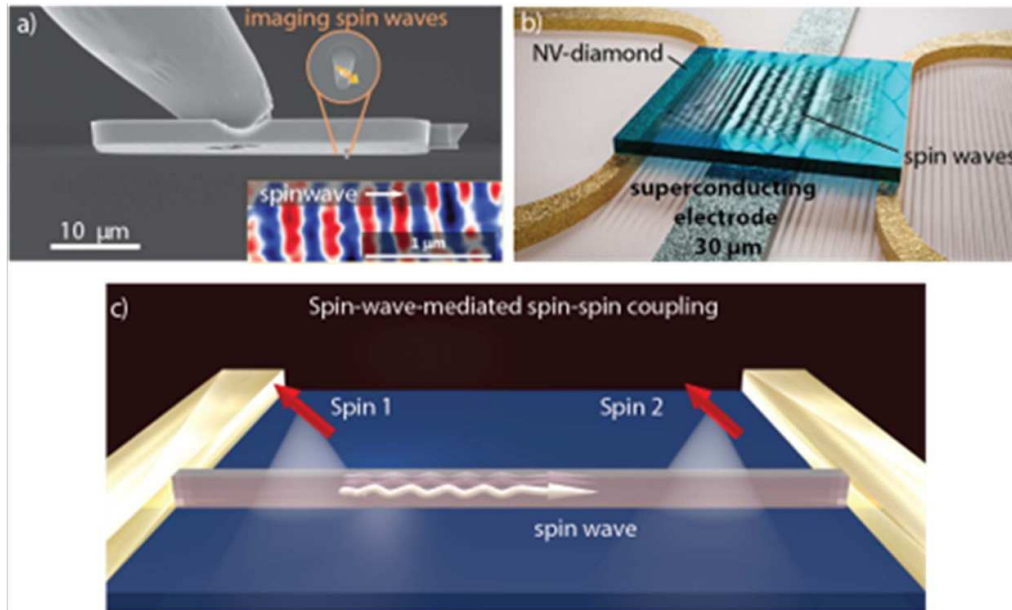 a)
imaging spin waves
10 µm
spinwave
1 µm
b)
NV-diamond
spin waves
superconducting
electrode
30 µm
c)
Spin-wave-mediated spin-spin coupling
Spin 1
Spin 2
spin wave